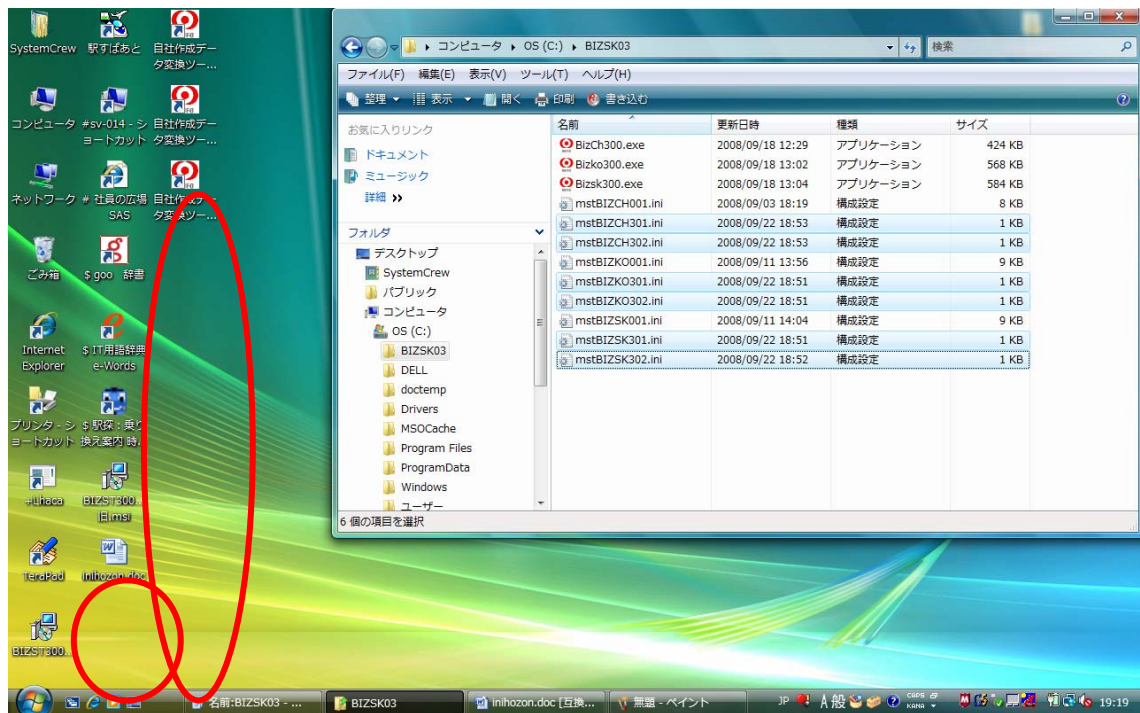 SystemCrew
駅すぱあと
自社作成デー
タ変換ツー...
コンピュータ
#sv-014 - シ
ョートカット
自社作成デー
タ変換ツー...
ネットワーク
# 社員の広場
SAS
自社作成デー
タ変換ツー...
ごみ箱
$ goo 辞書
Internet
Explorer
$ IT用語辞典
e-Words
プリンタ - シ
ョートカット
$ 駅探:乗り
換え案内 時...
BIZST300...
旧.msi
TeraPad
inihozon.doc
BIZST300...
コンピュータ OS (C:) BIZSK03
検索
ファイル(F) 編集(E) 表示(V) ツール(T) ヘルプ(H)
整理 表示 開く 印刷 書き込む
お気に入りリンク
ドキュメント
ミュージック
詳細 >>
フォルダ
デスクトップ
SystemCrew
パブリック
コンピュータ
OS (C:)
BIZSK03
DELL
doctemp
Drivers
MSOCache
Program Files
ProgramData
Windows
ユーザー
名前 更新日時 種類 サイズ
BizCh300.exe 2008/09/18 12:29 アプリケーション 424 KB
Bizko300.exe 2008/09/18 13:02 アプリケーション 568 KB
Bizsk300.exe 2008/09/18 13:04 アプリケーション 584 KB
mstBIZCH001.ini 2008/09/03 18:19 構成設定 8 KB
mstBIZCH301.ini 2008/09/22 18:53 構成設定 1 KB
mstBIZCH302.ini 2008/09/22 18:53 構成設定 1 KB
mstBIZKO001.ini 2008/09/11 13:56 構成設定 9 KB
mstBIZKO301.ini 2008/09/22 18:51 構成設定 1 KB
mstBIZKO302.ini 2008/09/22 18:51 構成設定 1 KB
mstBIZSK001.ini 2008/09/11 14:04 構成設定 9 KB
mstBIZSK301.ini 2008/09/22 18:51 構成設定 1 KB
mstBIZSK302.ini 2008/09/22 18:52 構成設定 1 KB
6 個の項目を選択
名前:BIZSK03 - ...
BIZSK03
inihozon.doc [互換...
無題 - ペイント
JP
A 般
CAPS
KANA
19:19